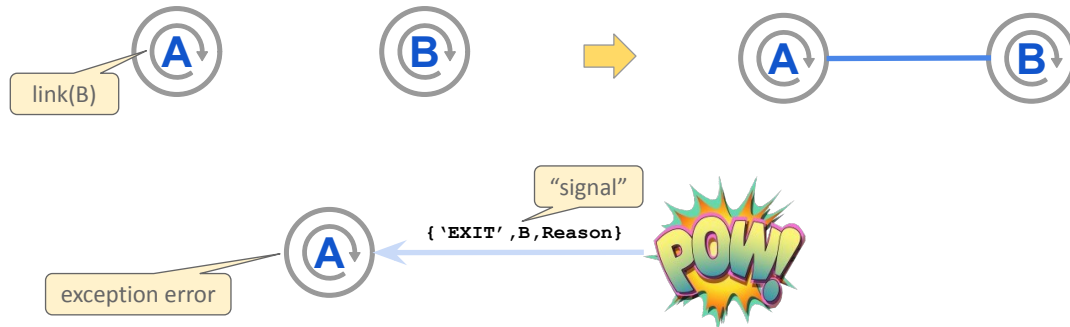 A
B
A
B
link(B)
“signal”
{‘EXIT’,B,Reason}
POW!
A
exception error